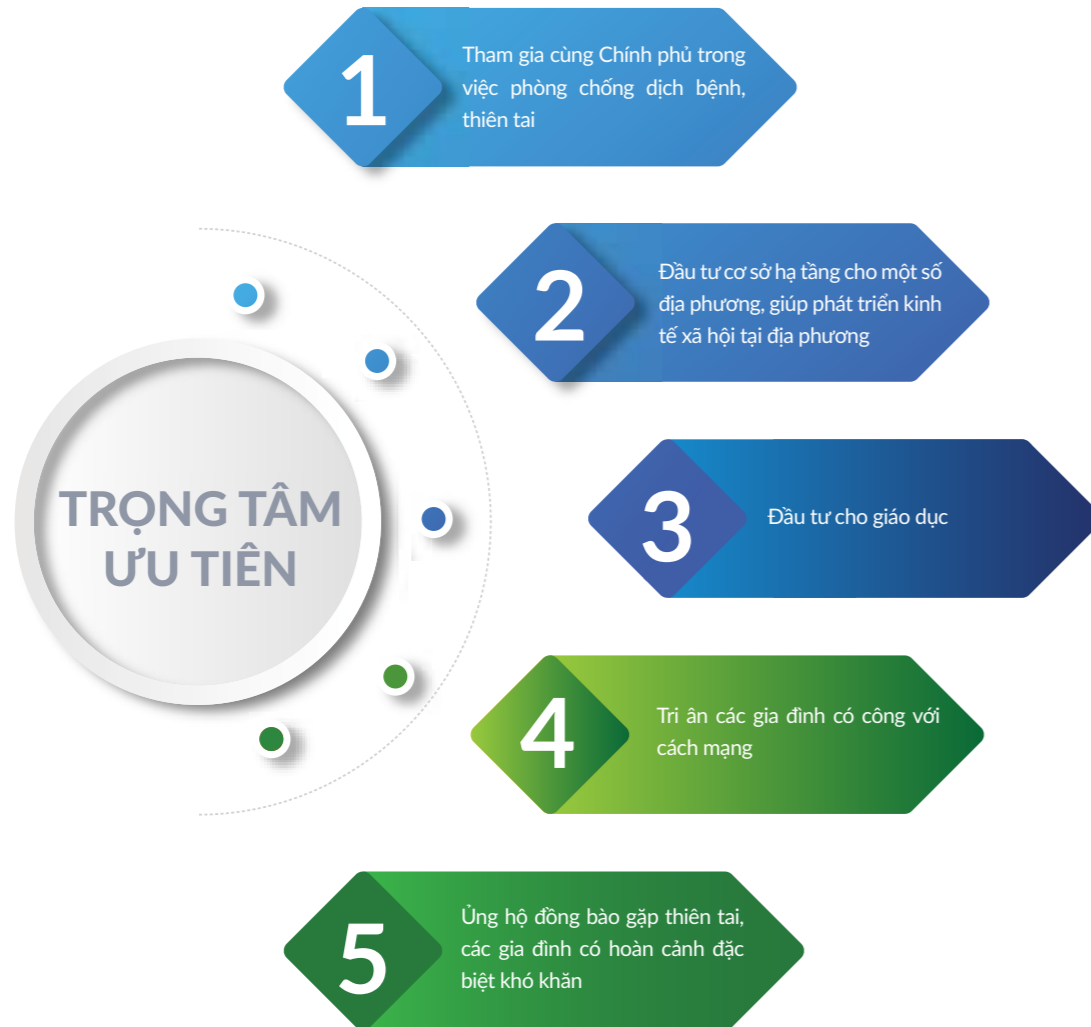 1
Tham gia cùng Chính phủ trong
việc phòng chống dịch bệnh,
thiên tai
2
Đầu tư cơ sở hạ tầng cho một số
địa phương, giúp phát triển kinh
tế xã hội tại địa phương
TRỌNG TÂM
ƯU TIÊN
3
Đầu tư cho giáo dục
4
Tri ân các gia đình có công với
cách mạng
5
Ủng hộ đồng bào gặp thiên tai,
các gia đình có hoàn cảnh đặc
biệt khó khăn